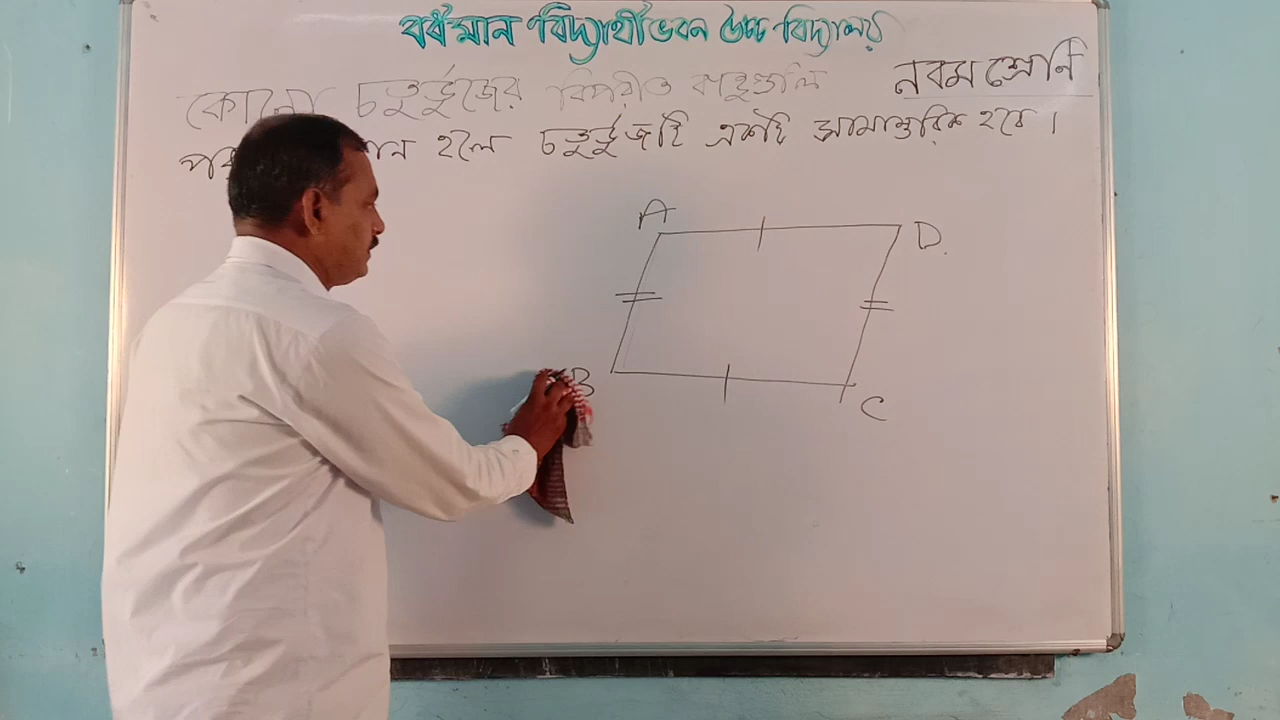 বর্ধমান বিদ্যার্থীভবন উচ্চ বিদ্যালয়
নবম শ্রেণি
কোনো চতুর্ভুজের বিপরীত বাহুগুলি
হলে চতুর্ভুজটি একটি সামান্তরিক হবে।
A
D.
B
C